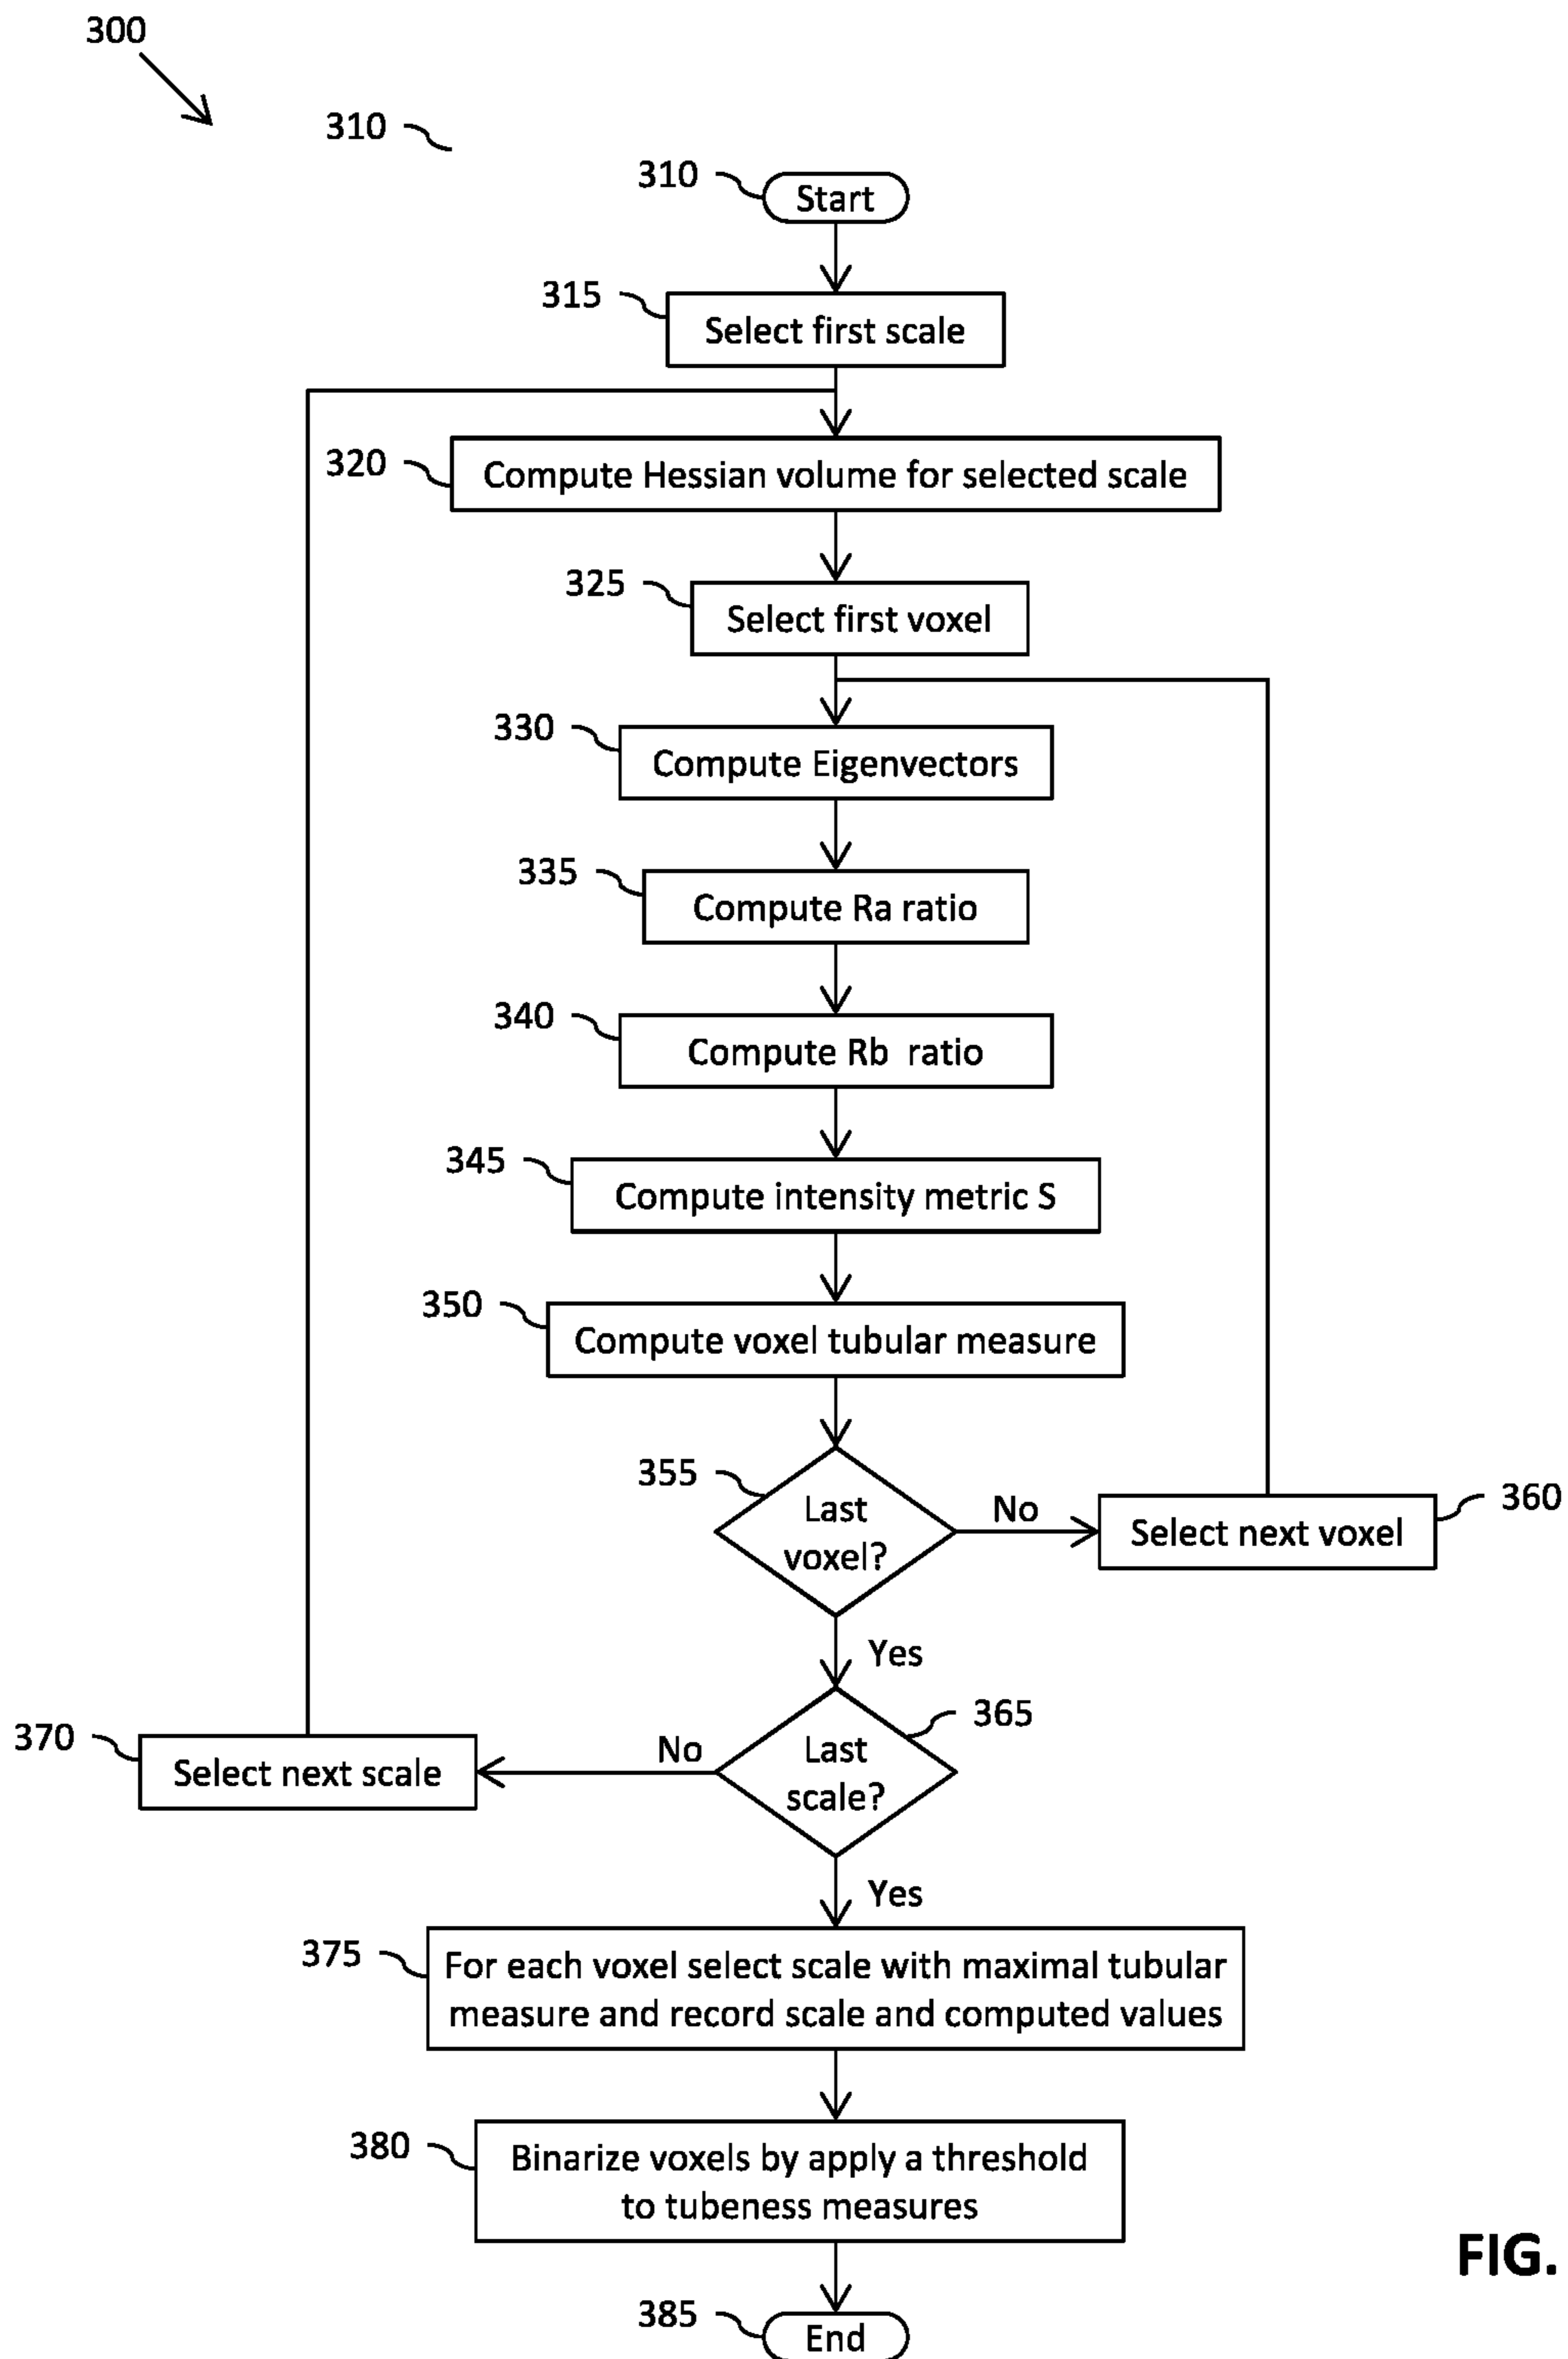 300
310
310
Start
315
Select first scale
320
Compute Hessian volume for selected scale
325
Select first voxel
330
Compute Eigenvectors
335
Compute Ra ratio
340
Compute Rb ratio
345
Compute intensity metric S
350
Compute voxel tubular measure
355
Last
voxel?
No
360
Select next voxel
Yes
365
370
Select next scale
No
Last
scale?
Yes
375
For each voxel select scale with maximal tubular
measure and record scale and computed values
380
Binarize voxels by apply a threshold
to tubeness measures
FIG.
385
End